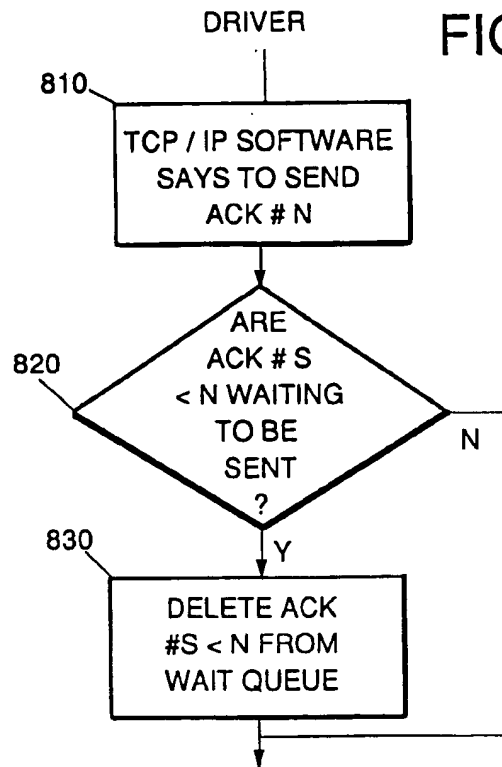 DRIVER
FIG
810
TCP / IP SOFTWARE
SAYS TO SEND
ACK # N
820
ARE
ACK # S
< N WAITING
TO BE
SENT
?
N
Y
830
DELETE ACK
#S < N FROM
WAIT QUEUE